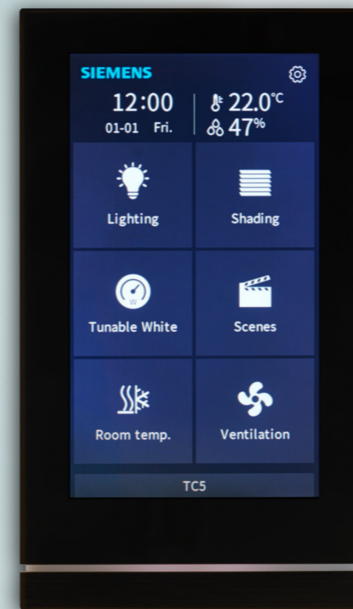 SIEMENS
12:00
22.0°C
01-01 Fri.
47%
Lighting
Shading
W
Tunable White
Scenes
Room temp.
Ventilation
TC5